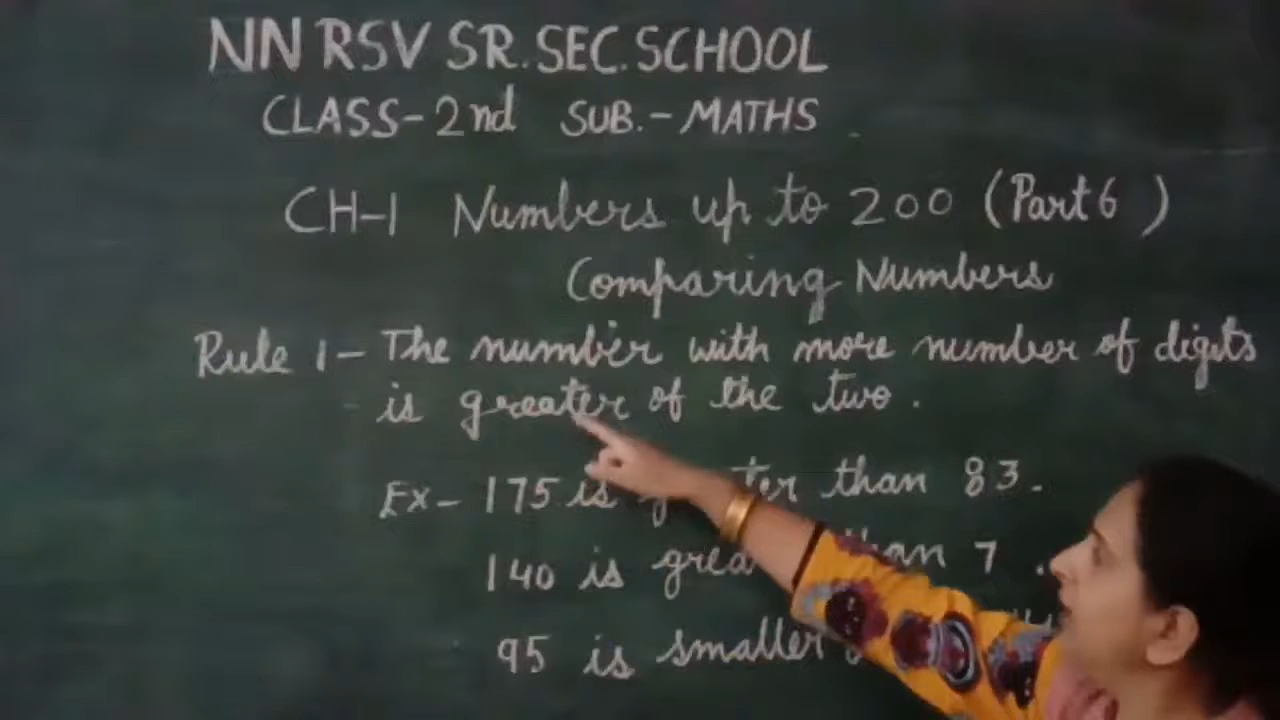 NN RSV SR. SEC. SCHOOL
CLASS-2nd SUB.-MATHS
CH-1 Numbers up to 200 (Part 6)
Comparing Numbers
Rule 1- The number with more number of digits
is greater of the two.
Ex- 175 is greater than 83.
140 is greater than 7.
95 is smaller